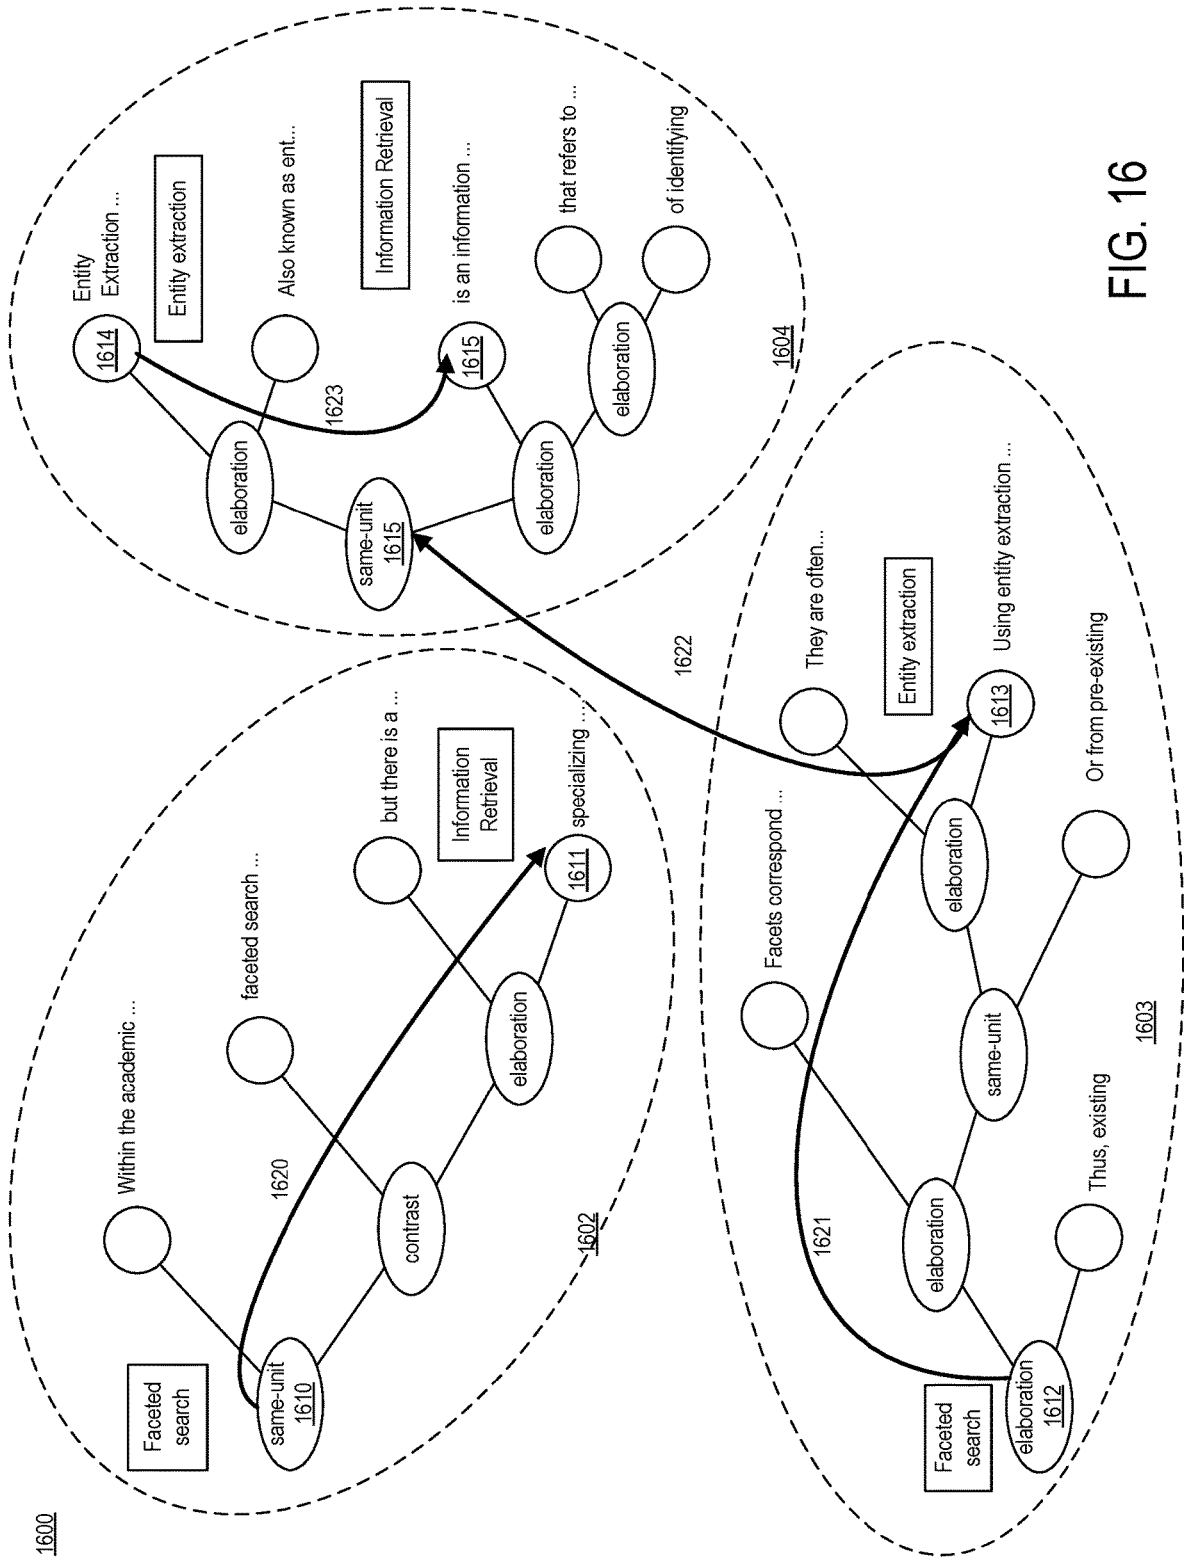 1600
Faceted
search
same-unit
1610
Within the academic ...
1620
contrast
faceted search ...
elaboration
but there is a ...
Information
Retrieval
1611
specializing ....
1602
Entity
Extraction ...
1614
Entity extraction
elaboration
Also known as ent...
1623
same-unit
1615
Information Retrieval
1615
is an information ...
elaboration
that refers to ...
elaboration
of identifying
1604
1622
Faceted
search
elaboration
1612
1621
elaboration
Facets correspond ...
Thus, existing
same-unit
elaboration
They are often...
Entity extraction
1613
Using entity extraction ...
Or from pre-existing
1603
FIG. 16